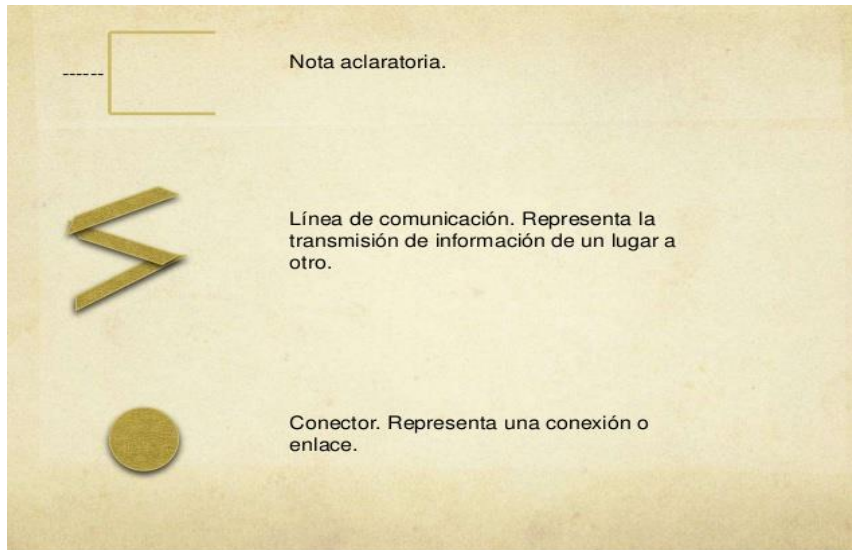 Nota aclaratoria.
Línea de comunicación. Representa la
transmisión de información de un lugar a
otro.
Conector. Representa una conexión o
enlace.